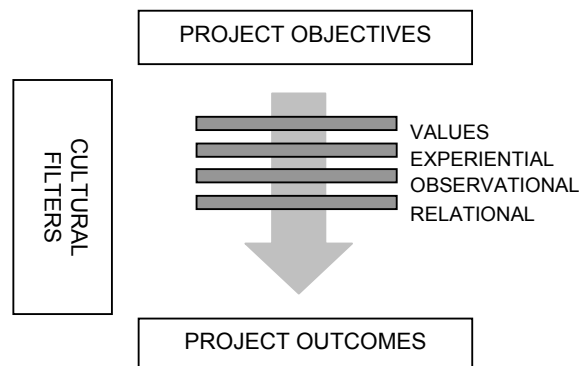 PROJECT OBJECTIVES
CULTURAL
FILTERS
VALUES
EXPERIENTIAL
OBSERVATIONAL
RELATIONAL
PROJECT OUTCOMES